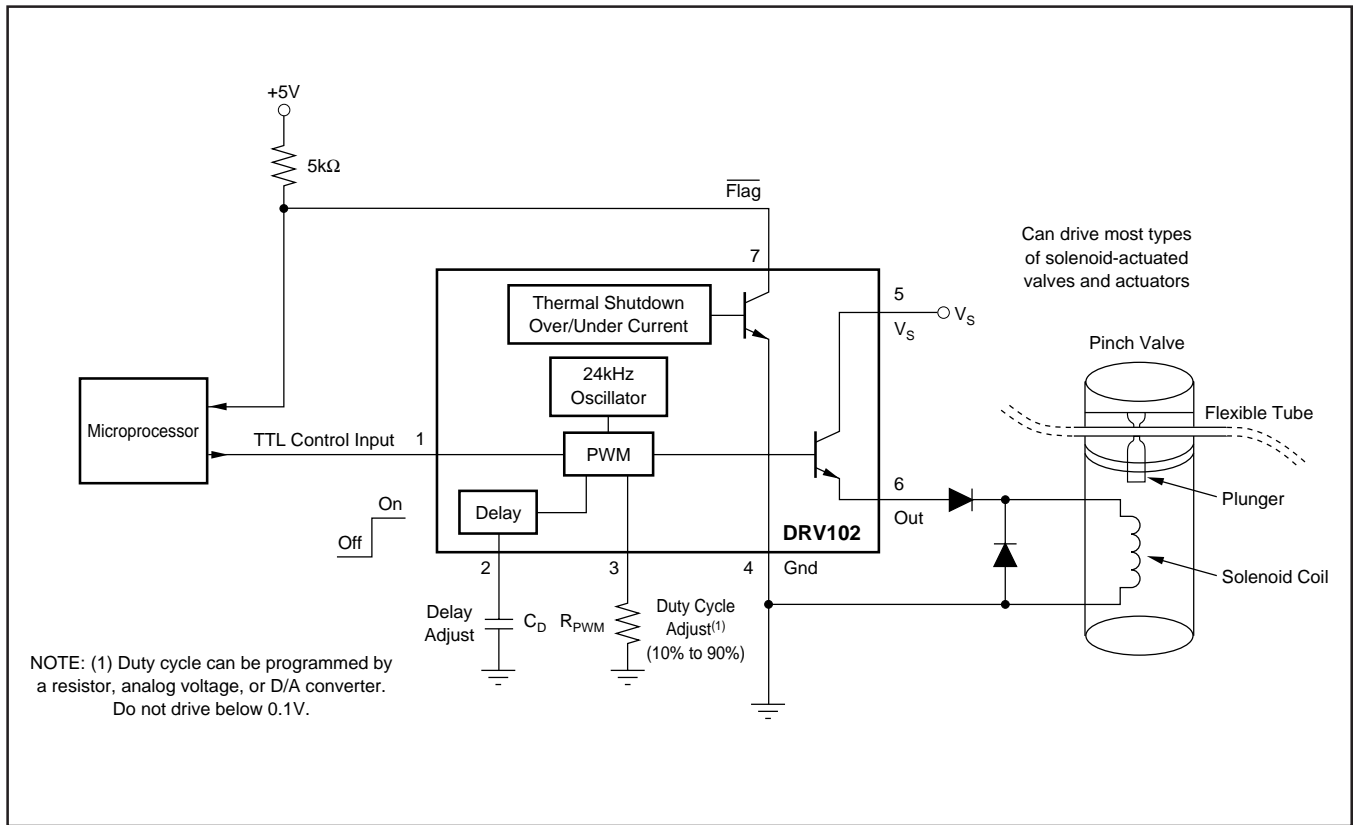 +5V
5kΩ
Flag
7
Can drive most types
of solenoid-actuated
valves and actuators
Thermal Shutdown
Over/Under Current
5
V_S
V_S
Pinch Valve
24kHz
Oscillator
Flexible Tube
Microprocessor
TTL Control Input
1
PWM
6
Out
Plunger
On
Off
Delay
DRV102
Solenoid Coil
2
3
4
Gnd
Delay
Adjust
C_D
R_PWM
Duty Cycle
Adjust(1)
(10% to 90%)
NOTE: (1) Duty cycle can be programmed by
a resistor, analog voltage, or D/A converter.
Do not drive below 0.1V.